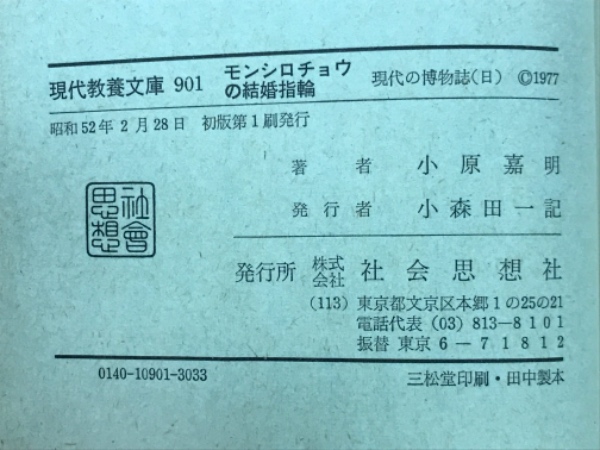 現代教養文庫 901 モンシロチョウの結婚指輪 現代の博物誌(日) ©1977
昭和52年2月28日 初版第1刷発行
著者 小原嘉明
発行者 小森田一記
社會思想
発行所 株式会社 社会思想社
(113) 東京都文京区本郷1の25の21
電話代表 (03) 813-8101
振替 東京 6-71812
0140-10901-3033 三松堂印刷・田中製本